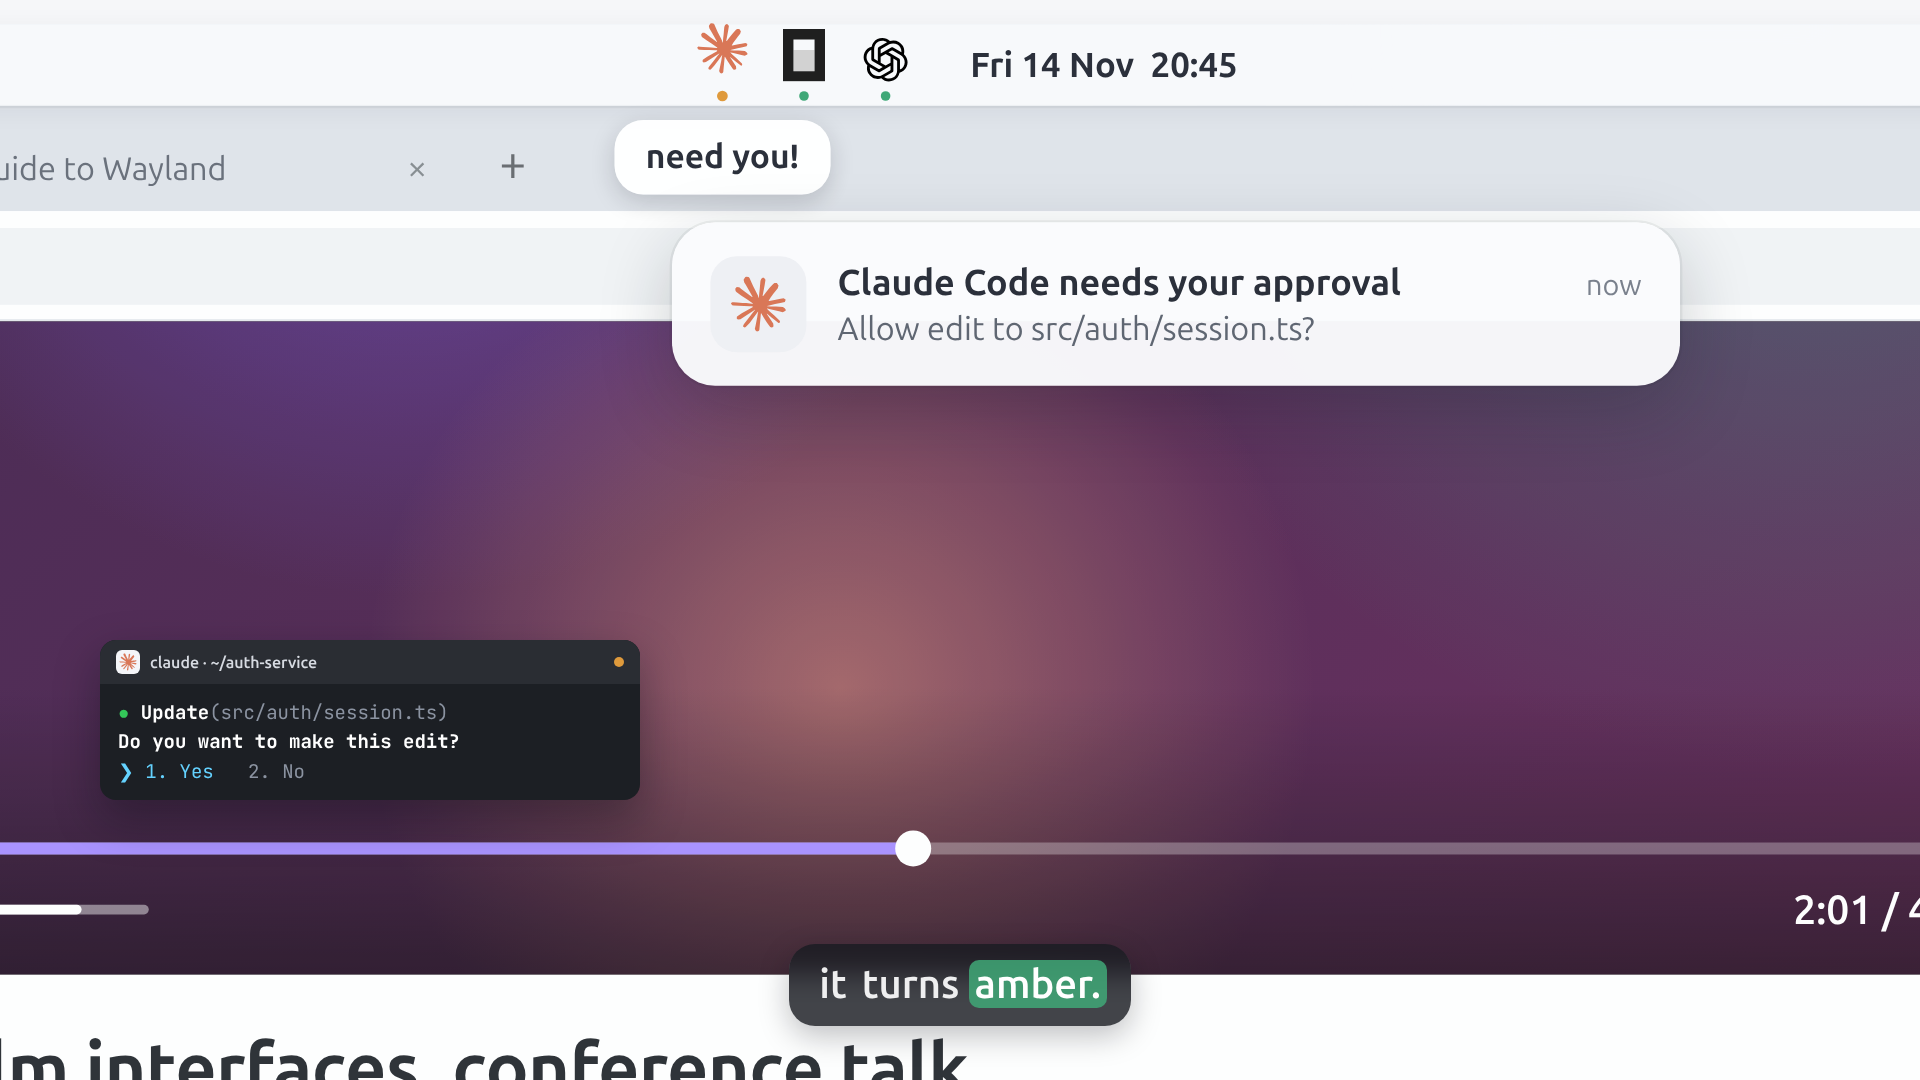 Fri 14 Nov 20:45
need you!
uide to Wayland
Claude Code needs your approval
now
Allow edit to src/auth/session.ts?
claude · ~/auth-service
Update(src/auth/session.ts)
Do you want to make this edit?
❯ 1. Yes 2. No
2:01 / 4
it turns amber.
lm interfaces, conference talk